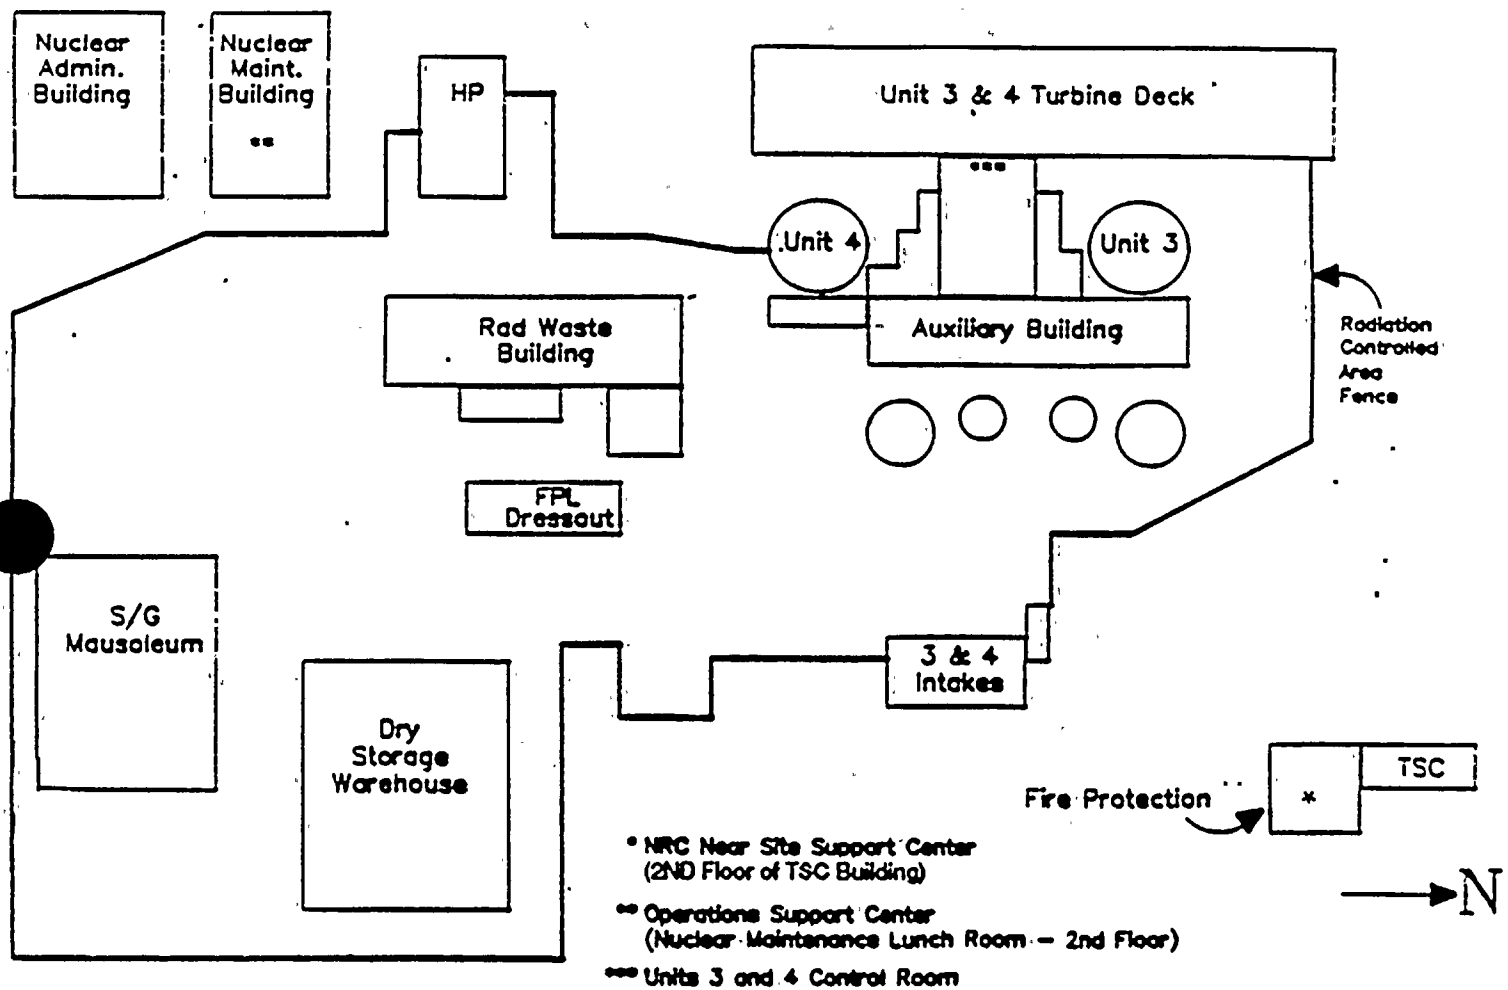 Nuclear
Admin.
Building
Nuclear
Maint.
Building
**
HP
Unit 3 & 4 Turbine Deck
***
Unit 4
Unit 3
Rad Waste
Building
Auxiliary Building
Radiation
Controlled
Area
Fence
FPL
Dressout
S/G
Mausoleum
3 & 4
Intakes
Dry
Storage
Warehouse
TSC
Fire Protection
*
* NRC Near Site Support Center
(2ND Floor of TSC Building)
** Operations Support Center
(Nuclear Maintenance Lunch Room - 2nd Floor)
*** Units 3 and 4 Control Room
N